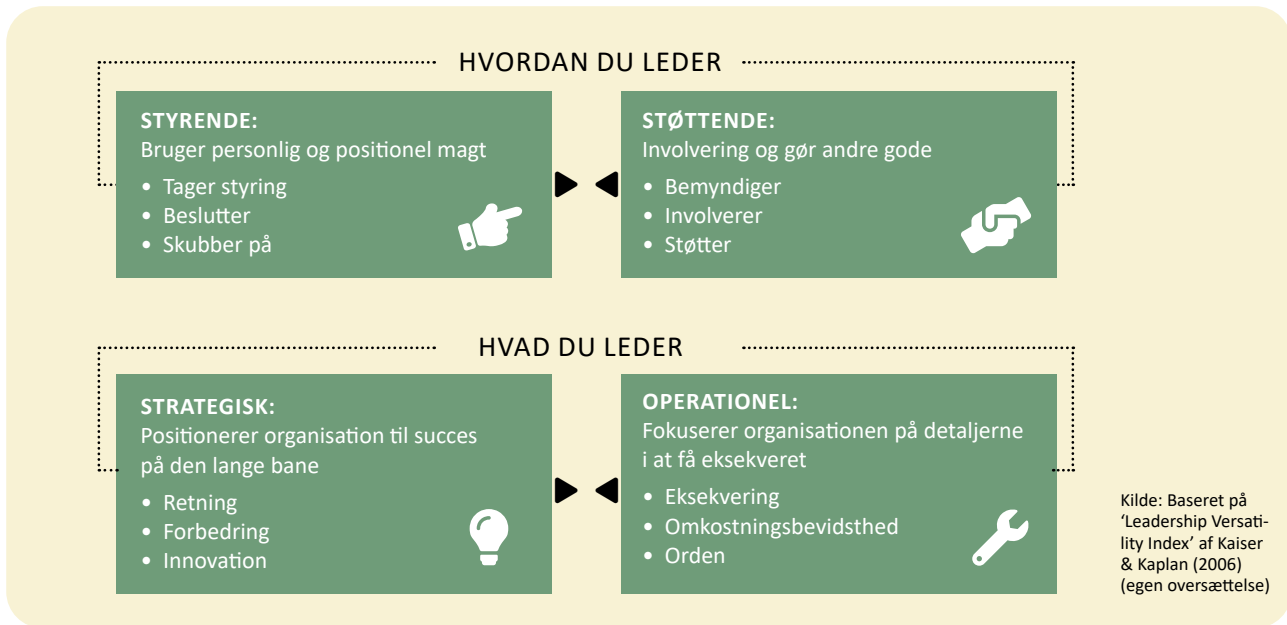 HVORDAN DU LEDER
STYRENDE:
Bruger personlig og positionel magt
• Tager styring
• Beslutter
• Skubber på
STØTTENDE:
Involvering og gør andre gode
• Bemyndiger
• Involverer
• Støtter
HVAD DU LEDER
STRATEGISK:
Positionerer organisation til succes
på den lange bane
• Retning
• Forbedring
• Innovation
OPERATIONEL:
Fokuserer organisationen på detaljerne
i at få eksekveret
• Eksekvering
• Omkostningsbevidsthed
• Orden
Kilde: Baseret på
‘Leadership Versati-
lity Index’ af Kaiser
& Kaplan (2006)
(egen oversættelse)